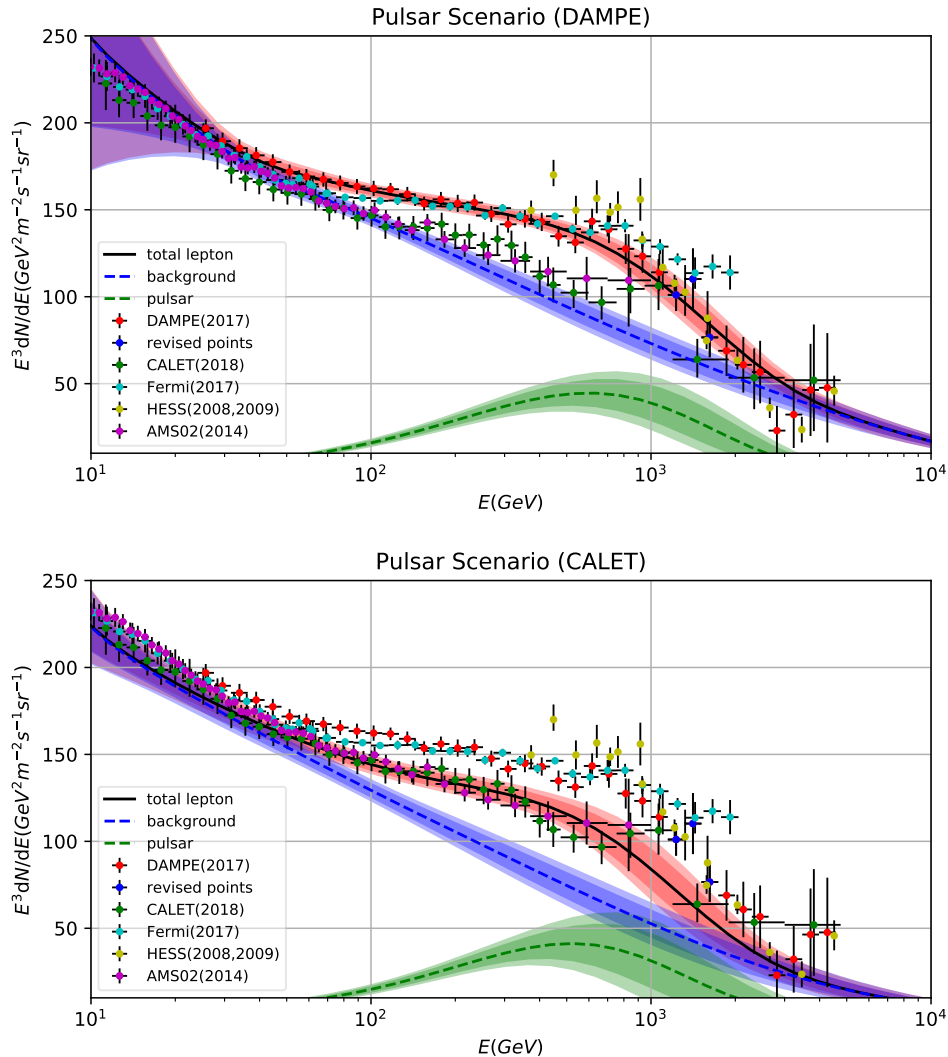 Pulsar Scenario (DAMPE)
250
200
150
100
50
E³dN/dE(GeV²m⁻²s⁻¹sr⁻¹)
total lepton
background
pulsar
DAMPE(2017)
revised points
CALET(2018)
Fermi(2017)
HESS(2008,2009)
AMS02(2014)
10¹ 10² 10³ 10⁴
E(GeV)
Pulsar Scenario (CALET)
250
200
150
100
50
E³dN/dE(GeV²m⁻²s⁻¹sr⁻¹)
total lepton
background
pulsar
DAMPE(2017)
revised points
CALET(2018)
Fermi(2017)
HESS(2008,2009)
AMS02(2014)
10¹ 10² 10³ 10⁴
E(GeV)